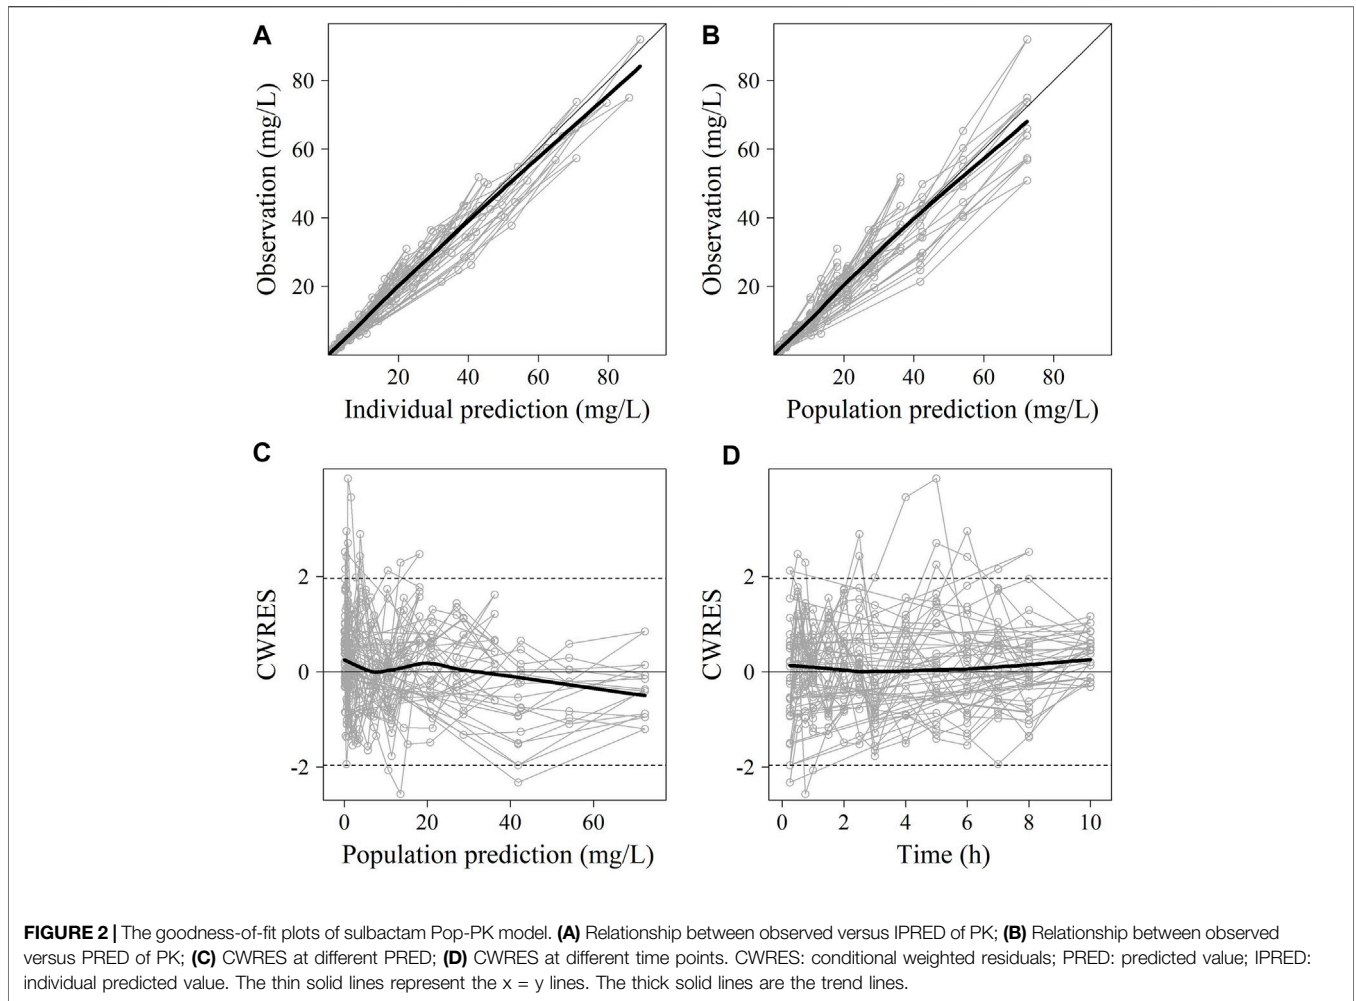 A
Observation (mg/L)
80
60
40
20
20 40 60 80
Individual prediction (mg/L)
B
Observation (mg/L)
80
60
40
20
20 40 60 80
Population prediction (mg/L)
C
CWRES
2
0
-2
0 20 40 60
Population prediction (mg/L)
D
CWRES
2
0
-2
0 2 4 6 8 10
Time (h)
FIGURE 2 | The goodness-of-fit plots of sulbactam Pop-PK model. (A) Relationship between observed versus IPRED of PK; (B) Relationship between observed
versus PRED of PK; (C) CWRES at different PRED; (D) CWRES at different time points. CWRES: conditional weighted residuals; PRED: predicted value; IPRED:
individual predicted value. The thin solid lines represent the x = y lines. The thick solid lines are the trend lines.